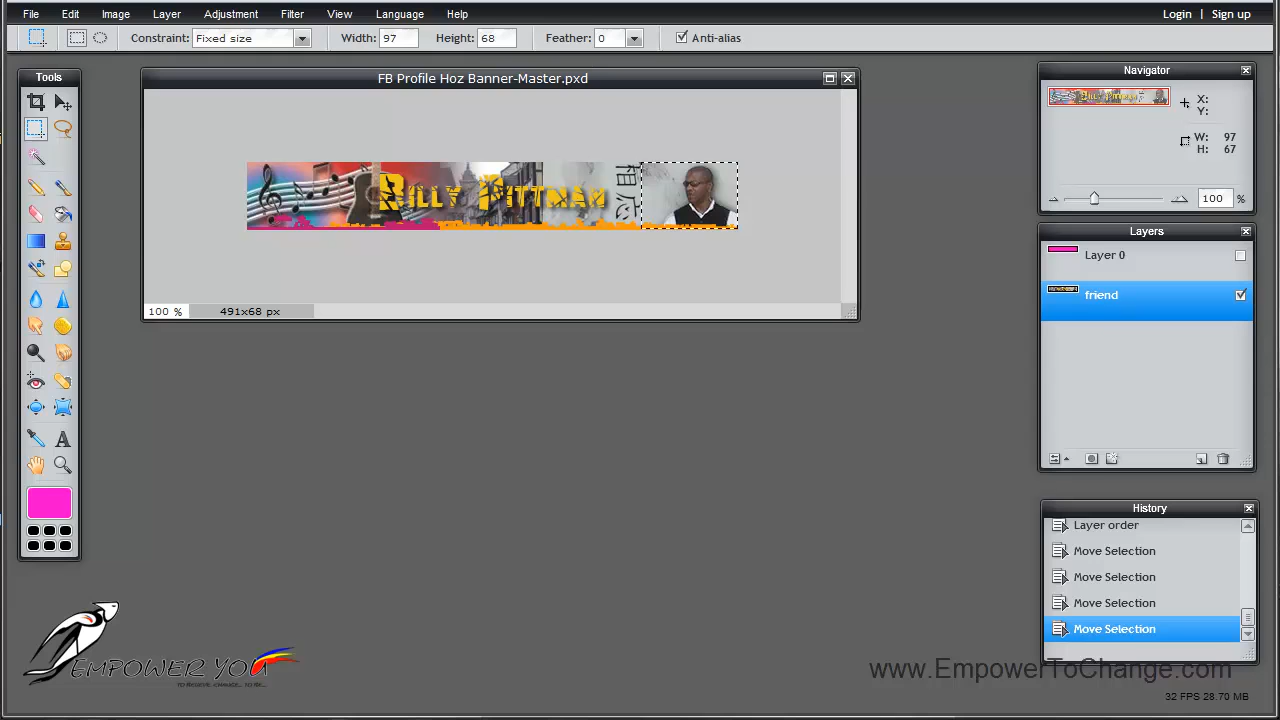 File Edit Image Layer Adjustment Filter View Language Help Login Sign up
Constraint: Fixed size Width: 97 Height: 68 Feather: 0 Anti-alias
Tools
FB Profile Hoz Banner-Master.pxd
Billy Pittman
100 % 491x68 px
Navigator
X:
Y:
W: 97
H: 67
100 %
Layers
Layer 0
friend
History
Layer order
Move Selection
Move Selection
Move Selection
Move Selection
EMPOWER YOU
www.EmpowerToChange.com
32 FPS 28.70 MB